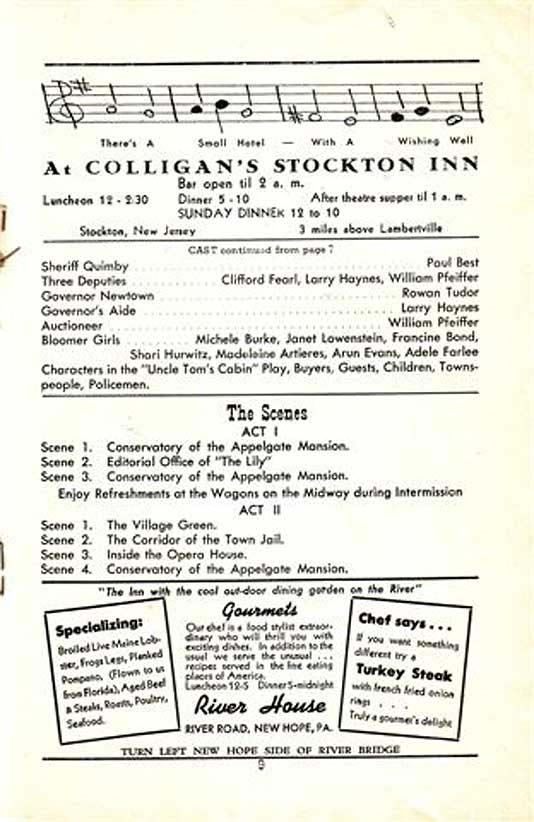 There's A Small Hotel — With A Wishing Well
At COLLIGAN'S STOCKTON INN
Bar open til 2 a. m.
Luncheon 12 - 2:30 Dinner 5 - 10 After theatre supper til 1 a. m.
SUNDAY DINNER 12 to 10
Stockton, New Jersey 3 miles above Lambertville
CAST continued from page 7
Sheriff Quimby Paul Best
Three Deputies Clifford Fearl, Larry Haynes, William Pfeiffer
Governor Newtown Rowan Tudor
Governor's Aide Larry Haynes
Auctioneer William Pfeiffer
Bloomer Girls Michele Burke, Janet Lowenstein, Francine Bond,
Shari Hurwitz, Madeleine Artieres, Arun Evans, Adele Farlee
Characters in the "Uncle Tom's Cabin" Play, Buyers, Guests, Children, Towns-
people, Policemen.
The Scenes
ACT I
Scene 1. Conservatory of the Appelgate Mansion.
Scene 2. Editorial Office of "The Lily"
Scene 3. Conservatory of the Appelgate Mansion.
Enjoy Refreshments at the Wagons on the Midway during Intermission
ACT II
Scene 1. The Village Green.
Scene 2. The Corridor of the Town Jail.
Scene 3. Inside the Opera House.
Scene 4. Conservatory of the Appelgate Mansion.
"The Inn with the cool out-door dining garden on the River"
Specializing:
Broiled Live Maine Lob-
ster, Frogs Legs, Planked
Pompano, (Flown to us
from Florida), Aged Beef
& Steaks, Roasts, Poultry,
Seafood.
Gourmets
Our chef is a food stylist extraor-
dinary who will thrill you with
exciting dishes. In addition to the
usual we serve the unusual ...
recipes served in the fine eating
places of America.
Luncheon 12-5 Dinner 5-midnight
River House
RIVER ROAD, NEW HOPE, PA.
Chef says . . .
If you want something
different try a
Turkey Steak
with french fried onion
rings . . .
Truly a gourmet's delight
TURN LEFT NEW HOPE SIDE OF RIVER BRIDGE
9